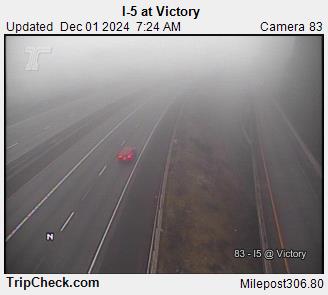 I-5 at Victory
Updated Dec 01 2024 7:24 AM Camera 83
N
83 - I5 @ Victory
TripCheck.com Milepost306.80